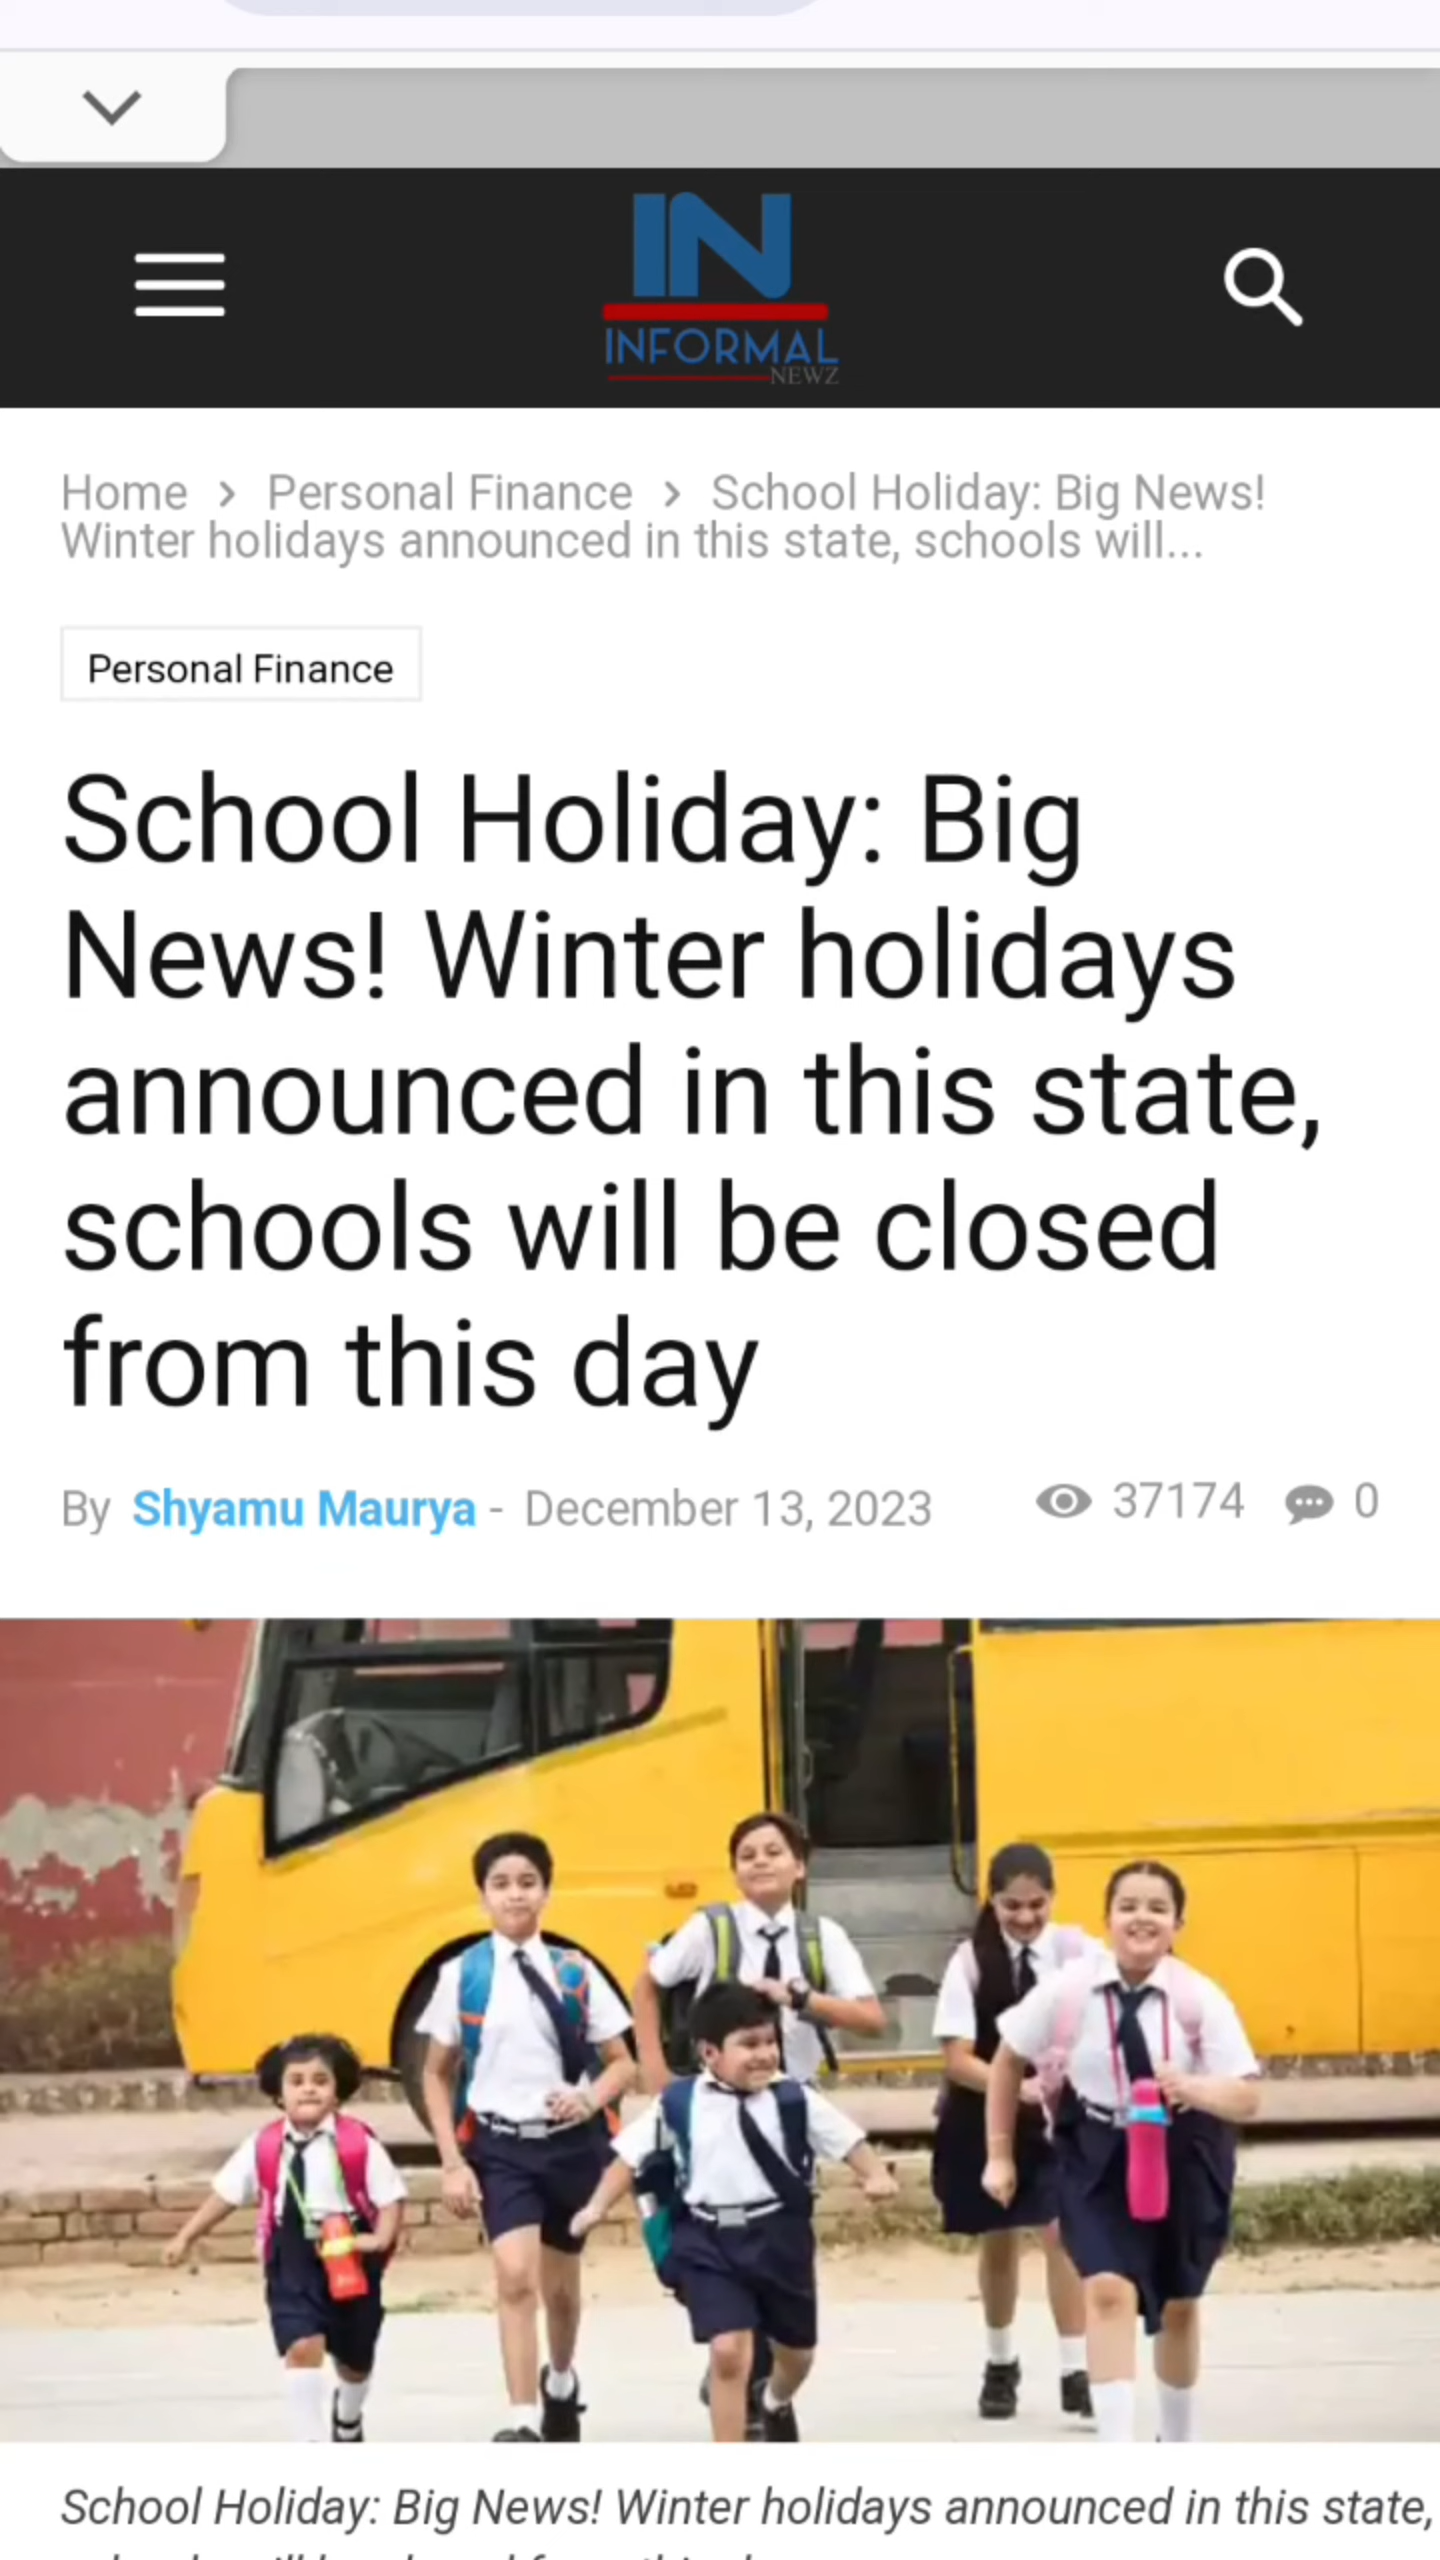 IN
INFORMAL
NEWZ
Home > Personal Finance > School Holiday: Big News!
Winter holidays announced in this state, schools will...
Personal Finance
School Holiday: Big
News! Winter holidays
announced in this state,
schools will be closed
from this day
By Shyamu Maurya - December 13, 2023 37174 0
School Holiday: Big News! Winter holidays announced in this state,